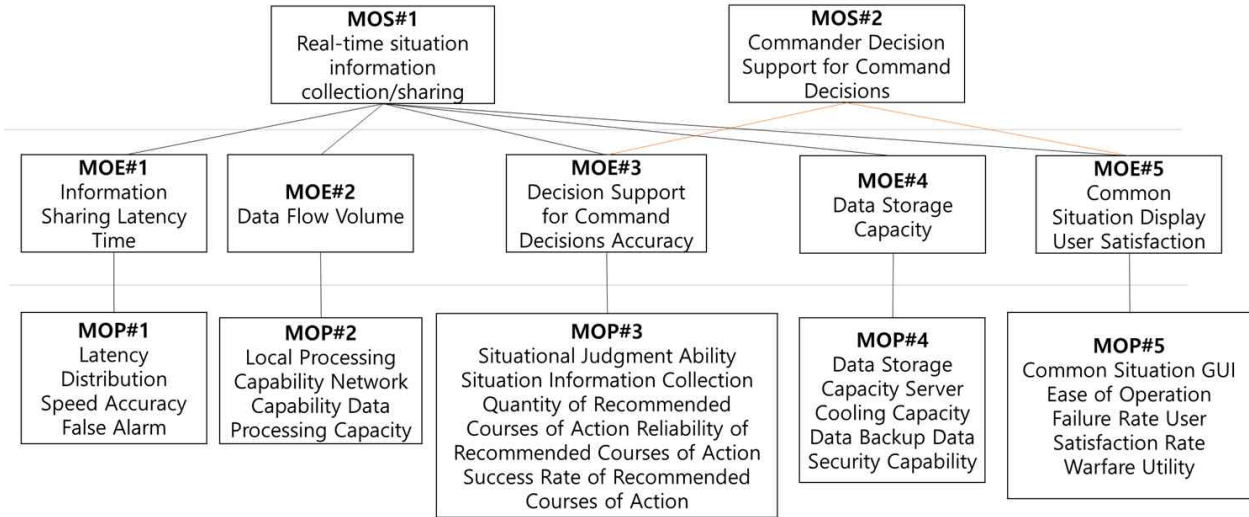 MOS#1
Real-time situation
information
collection/sharing
MOS#2
Commander Decision
Support for Command
Decisions
MOE#1
Information
Sharing Latency
Time
MOE#2
Data Flow Volume
MOE#3
Decision Support
for Command
Decisions Accuracy
MOE#4
Data Storage
Capacity
MOE#5
Common
Situation Display
User Satisfaction
MOP#1
Latency
Distribution
Speed Accuracy
False Alarm
MOP#2
Local Processing
Capability Network
Capability Data
Processing Capacity
MOP#3
Situational Judgment Ability
Situation Information Collection
Quantity of Recommended
Courses of Action Reliability of
Recommended Courses of Action
Success Rate of Recommended
Courses of Action
MOP#4
Data Storage
Capacity Server
Cooling Capacity
Data Backup Data
Security Capability
MOP#5
Common Situation GUI
Ease of Operation
Failure Rate User
Satisfaction Rate
Warfare Utility